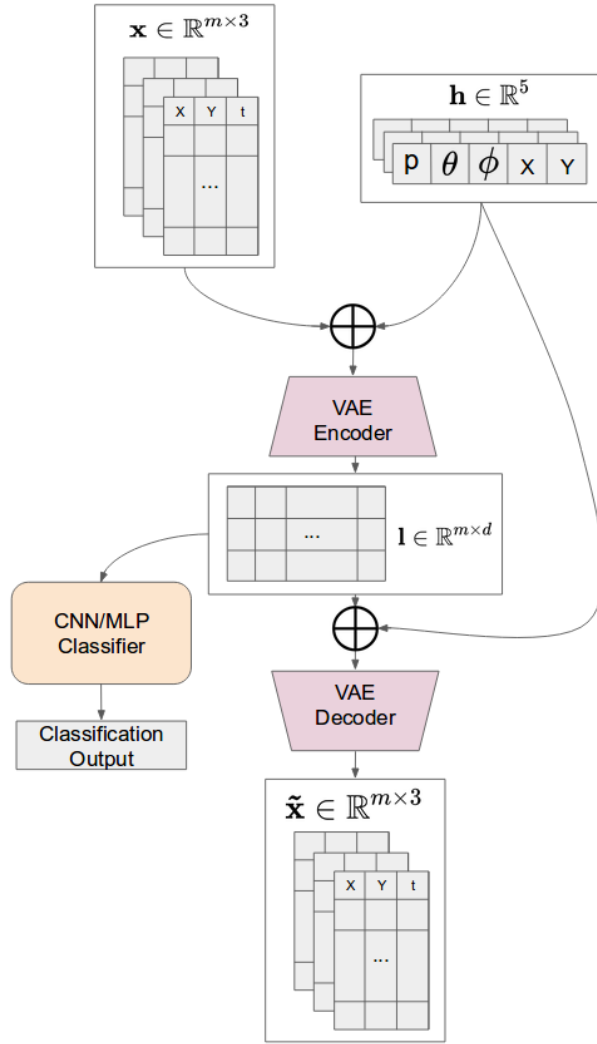 𝐱 ∈ ℝ^{m×3}
X Y t
...
𝐡 ∈ ℝ^5
p θ ϕ X Y
VAE
Encoder
...
𝐥 ∈ ℝ^{m×d}
CNN/MLP
Classifier
VAE
Decoder
Classification
Output
𝐱̃ ∈ ℝ^{m×3}
X Y t
...